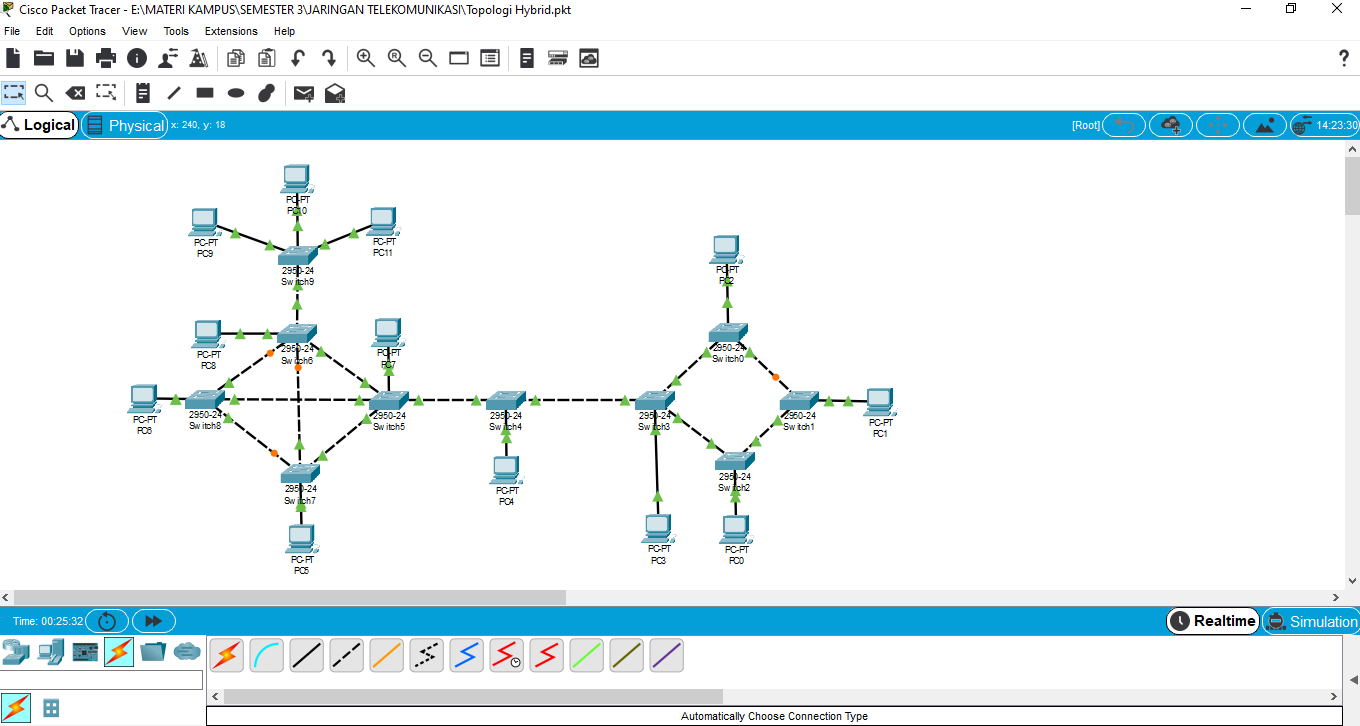 Cisco Packet Tracer - E:\MATERI KAMPUS\SEMESTER 3\JARINGAN TELEKOMUNIKASI\Topologi Hybrid.pkt
File Edit Options View Tools Extensions Help
?
Logical Physical x: 240, y: 18 [Root] 14:23:30
PC-PT
PC10
PC-PT
PC9
PC-PT
PC11
2950-24
Switch9
PC-PT
PC2
PC-PT
PC8
2950-24
Switch6
PC-PT
PC7
2950-24
Switch0
PC-PT
PC6
2950-24
Switch8
2950-24
Switch5
2950-24
Switch4
2950-24
Switch3
2950-24
Switch1
PC-PT
PC1
2950-24
Switch7
PC-PT
PC4
2950-24
Switch2
PC-PT
PC5
PC-PT
PC3
PC-PT
PC0
Time: 00:25:32 Realtime Simulation
Automatically Choose Connection Type